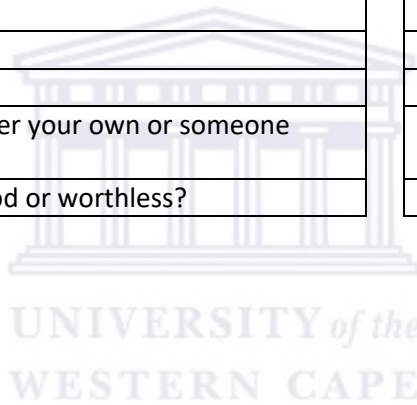 er your own or someone
od or worthless?
UNIVERSITY of the
WESTERN CAPE